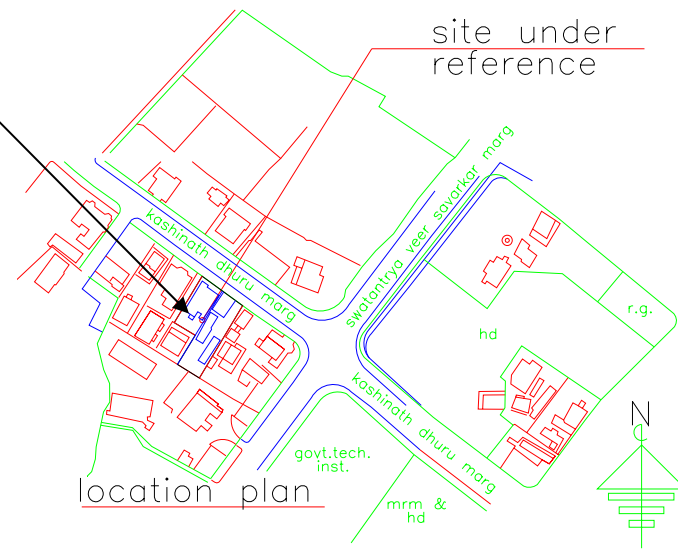 site under
reference
swatantrya veer savarkar marg
kashinath dhuru marg
r.g.
hd
kashinath dhuru marg
N
govt.tech.
inst.
location plan
mrm &
hd